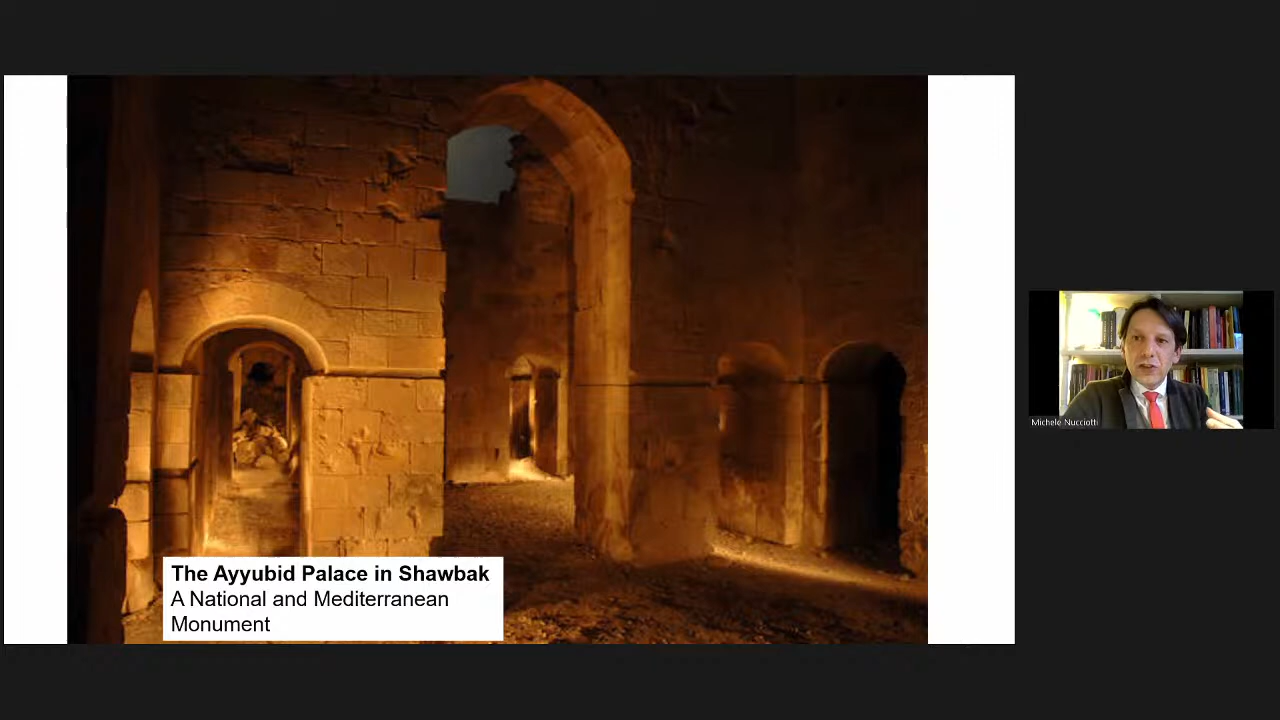 The Ayyubid Palace in Shawbak
A National and Mediterranean
Monument
Michele Nucciotti